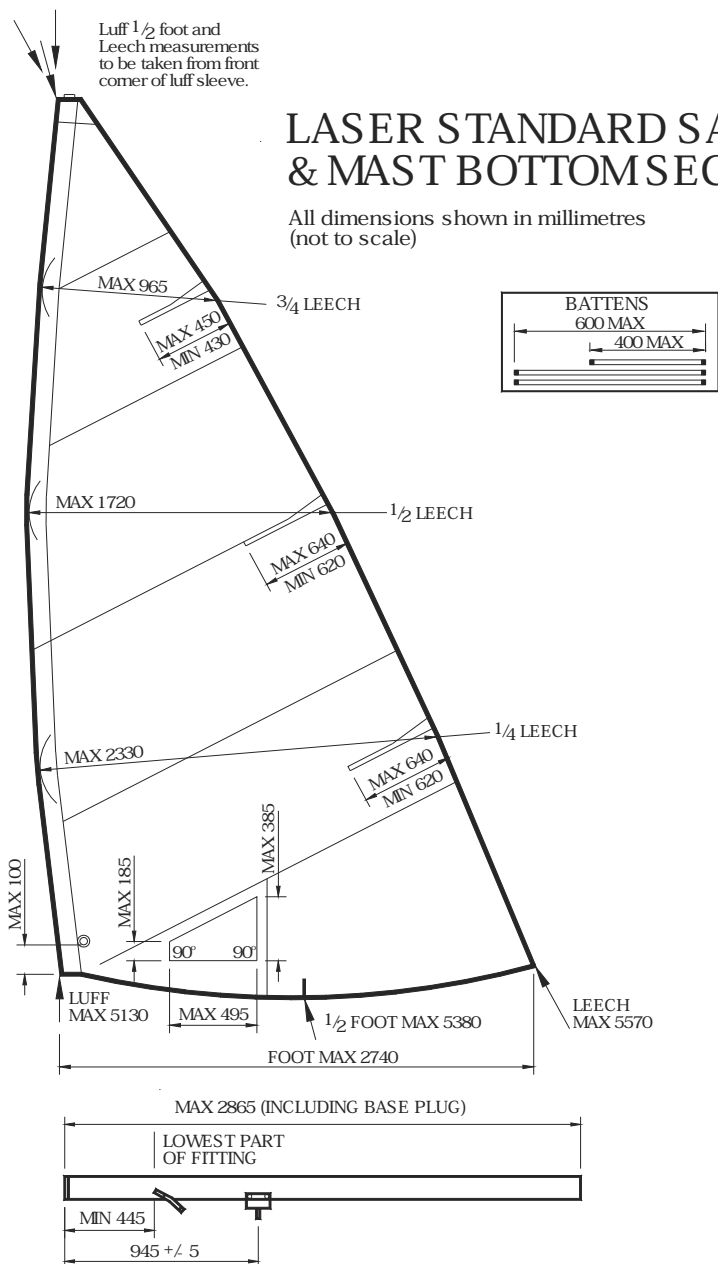 Luff 1/2 foot and
Leech measurements
to be taken from front
corner of luff sleeve.
LASER STANDARD SA
& MAST BOTTOM SEC
All dimensions shown in millimetres
(not to scale)
MAX 965
3/4 LEECH
MAX 450
MIN 430
BATTENS
600 MAX
400 MAX
MAX 1720
1/2 LEECH
MAX 640
MIN 620
MAX 2330
1/4 LEECH
MAX 640
MIN 620
MAX 100
MAX 185
MAX 385
90°
90°
LUFF
MAX 5130
MAX 495
1/2 FOOT MAX 5380
LEECH
MAX 5570
FOOT MAX 2740
MAX 2865 (INCLUDING BASE PLUG)
LOWEST PART
OF FITTING
MIN 445
945 +/- 5